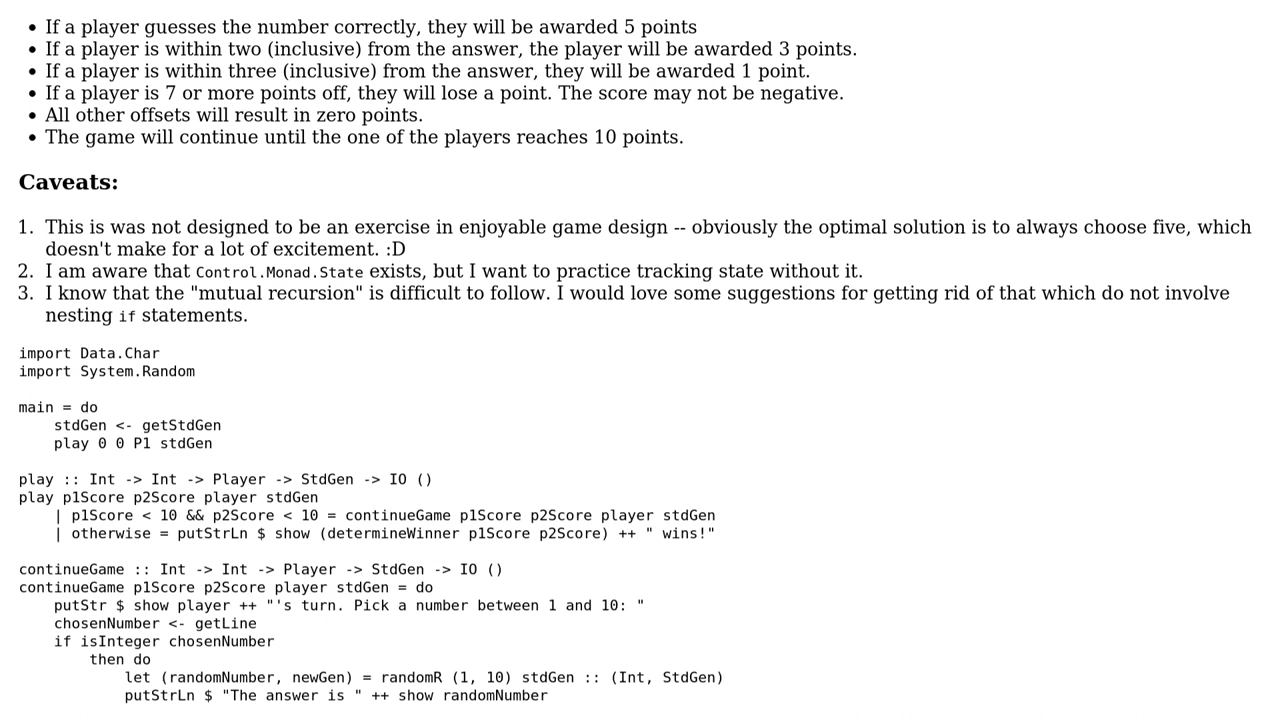 • If a player guesses the number correctly, they will be awarded 5 points
• If a player is within two (inclusive) from the answer, the player will be awarded 3 points.
• If a player is within three (inclusive) from the answer, they will be awarded 1 point.
• If a player is 7 or more points off, they will lose a point. The score may not be negative.
• All other offsets will result in zero points.
• The game will continue until the one of the players reaches 10 points.
Caveats:
1. This is was not designed to be an exercise in enjoyable game design -- obviously the optimal solution is to always choose five, which
doesn't make for a lot of excitement. :D
2. I am aware that Control.Monad.State exists, but I want to practice tracking state without it.
3. I know that the "mutual recursion" is difficult to follow. I would love some suggestions for getting rid of that which do not involve
nesting if statements.
import Data.Char
import System.Random
main = do
    stdGen <- getStdGen
    play 0 0 P1 stdGen
play :: Int -> Int -> Player -> StdGen -> IO ()
play p1Score p2Score player stdGen
    | p1Score < 10 && p2Score < 10 = continueGame p1Score p2Score player stdGen
    | otherwise = putStrLn $ show (determineWinner p1Score p2Score) ++ " wins!"
continueGame :: Int -> Int -> Player -> StdGen -> IO ()
continueGame p1Score p2Score player stdGen = do
    putStr $ show player ++ "'s turn. Pick a number between 1 and 10: "
    chosenNumber <- getLine
    if isInteger chosenNumber
        then do
            let (randomNumber, newGen) = randomR (1, 10) stdGen :: (Int, StdGen)
            putStrLn $ "The answer is " ++ show randomNumber